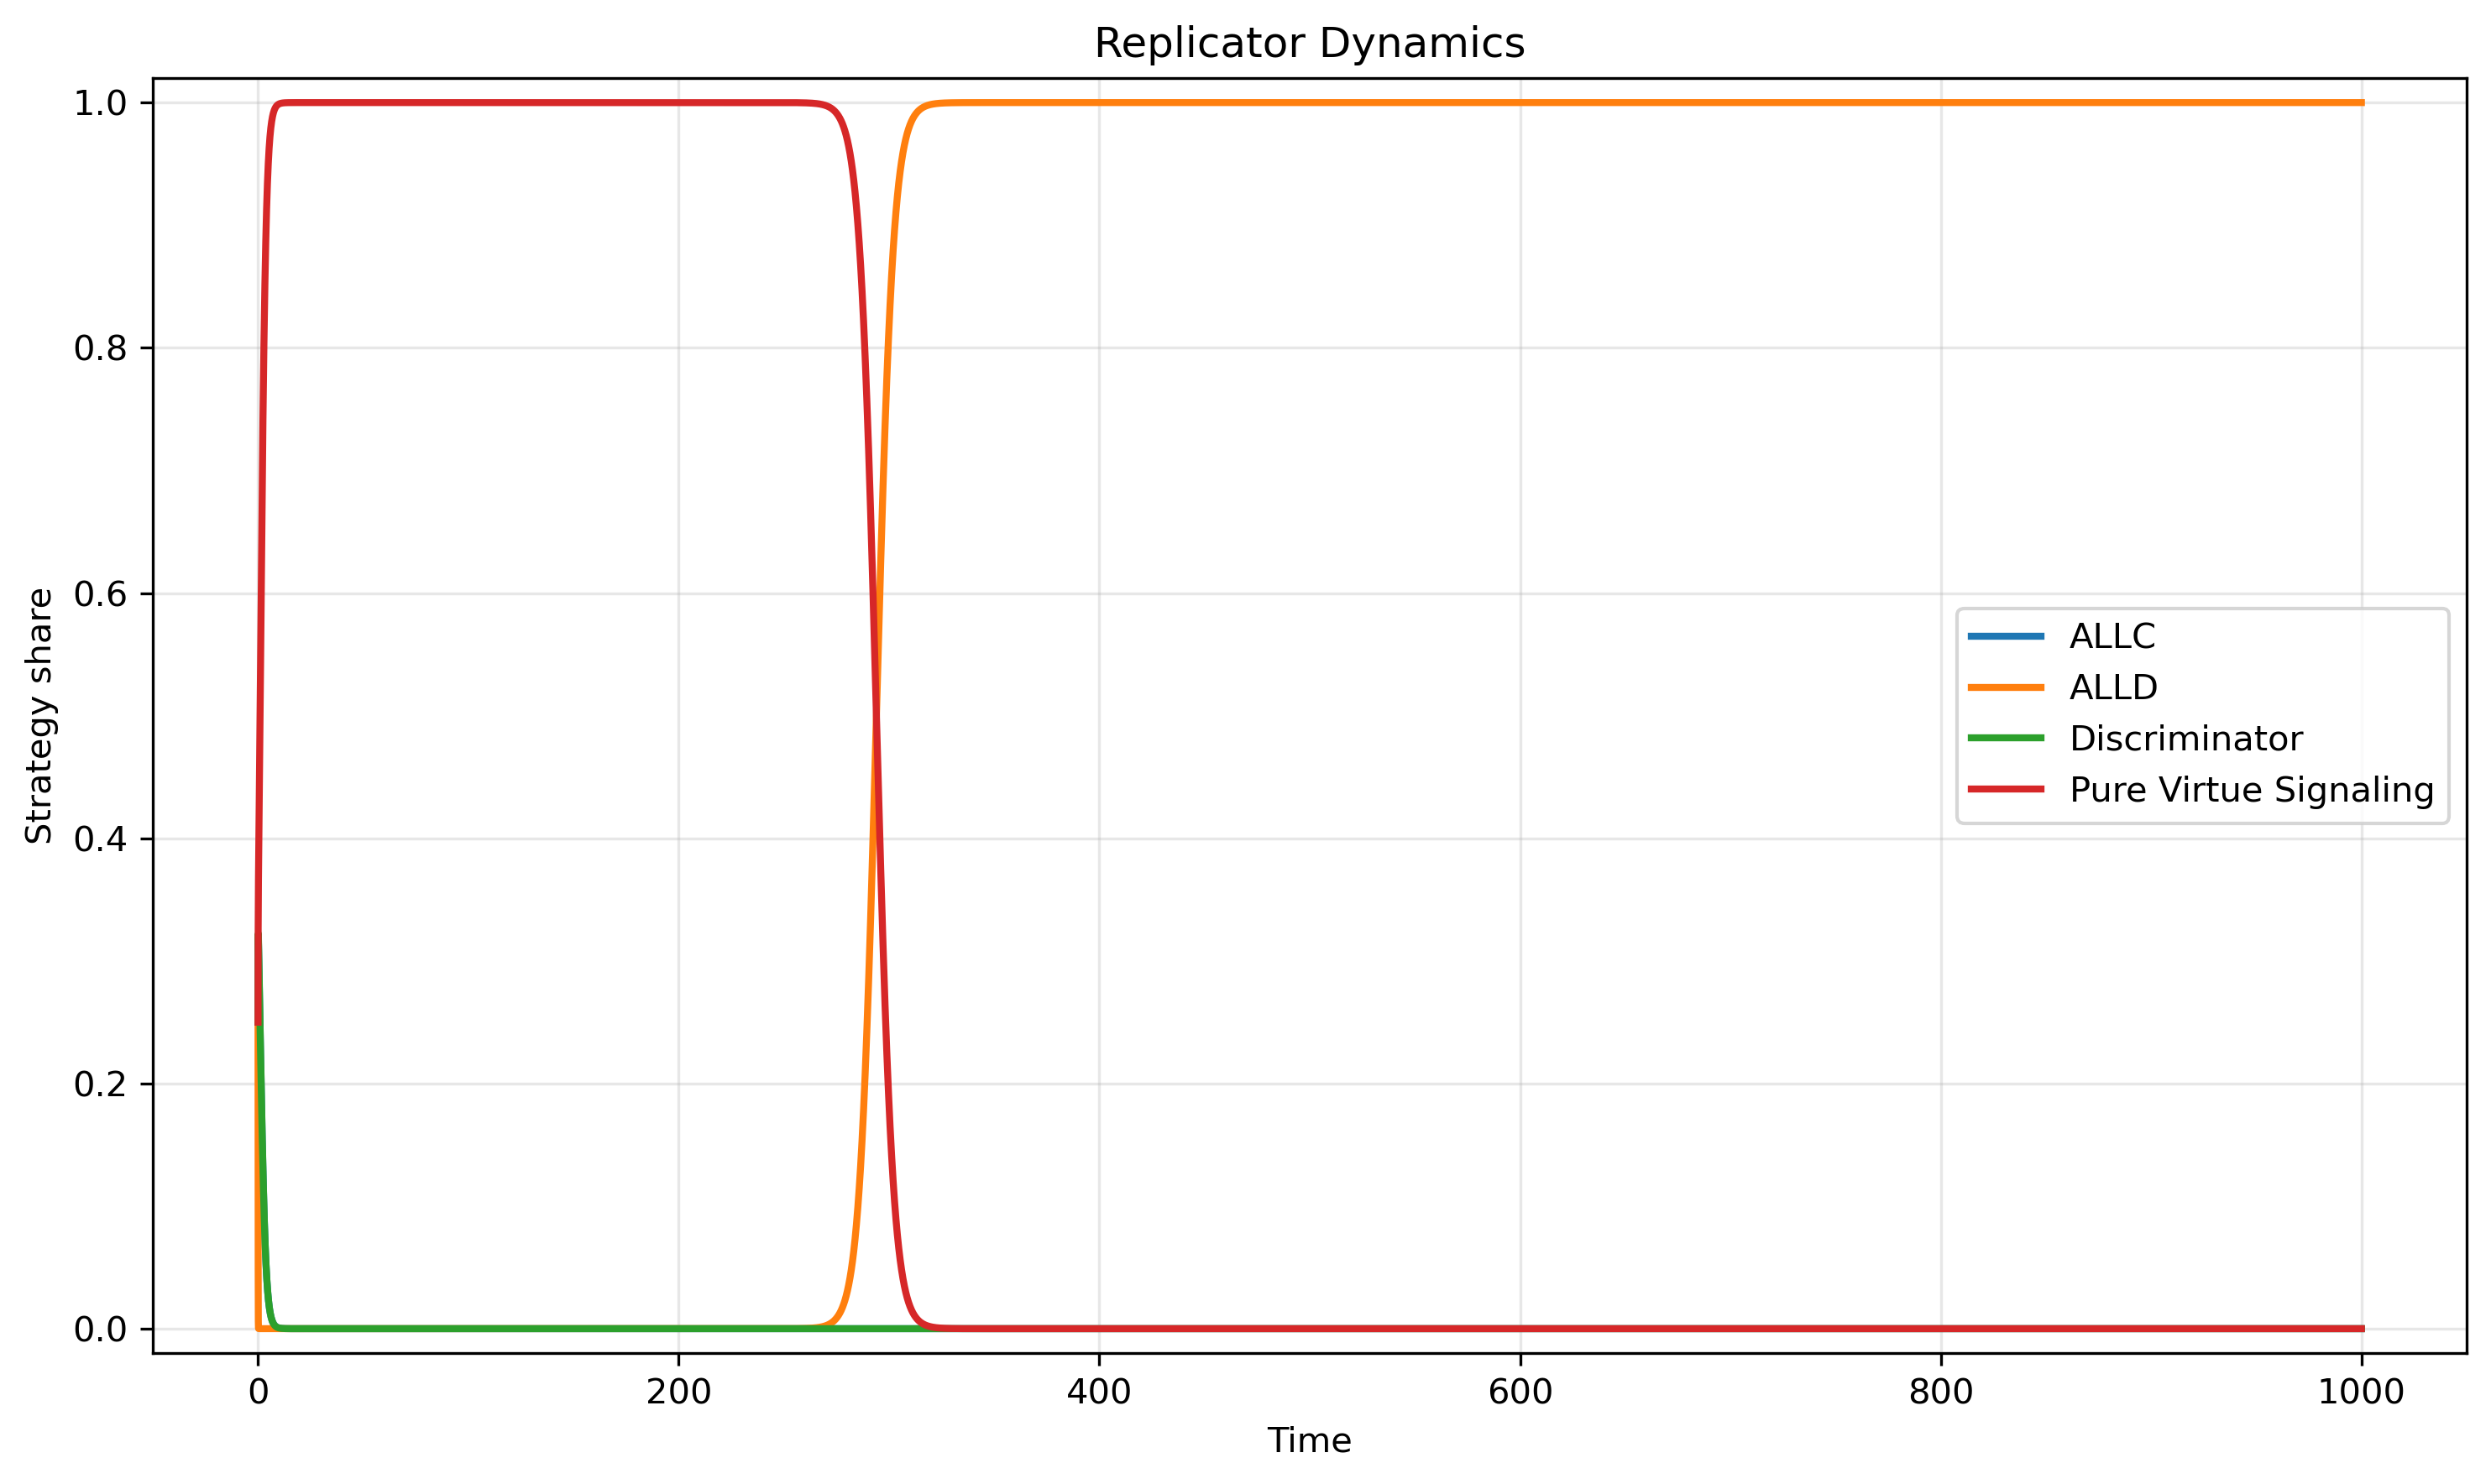 Replicator Dynamics
1.0
0.8
0.6
0.4
0.2
0.0
Strategy share
0
200
400
600
800
1000
Time
ALLC
ALLD
Discriminator
Pure Virtue Signaling